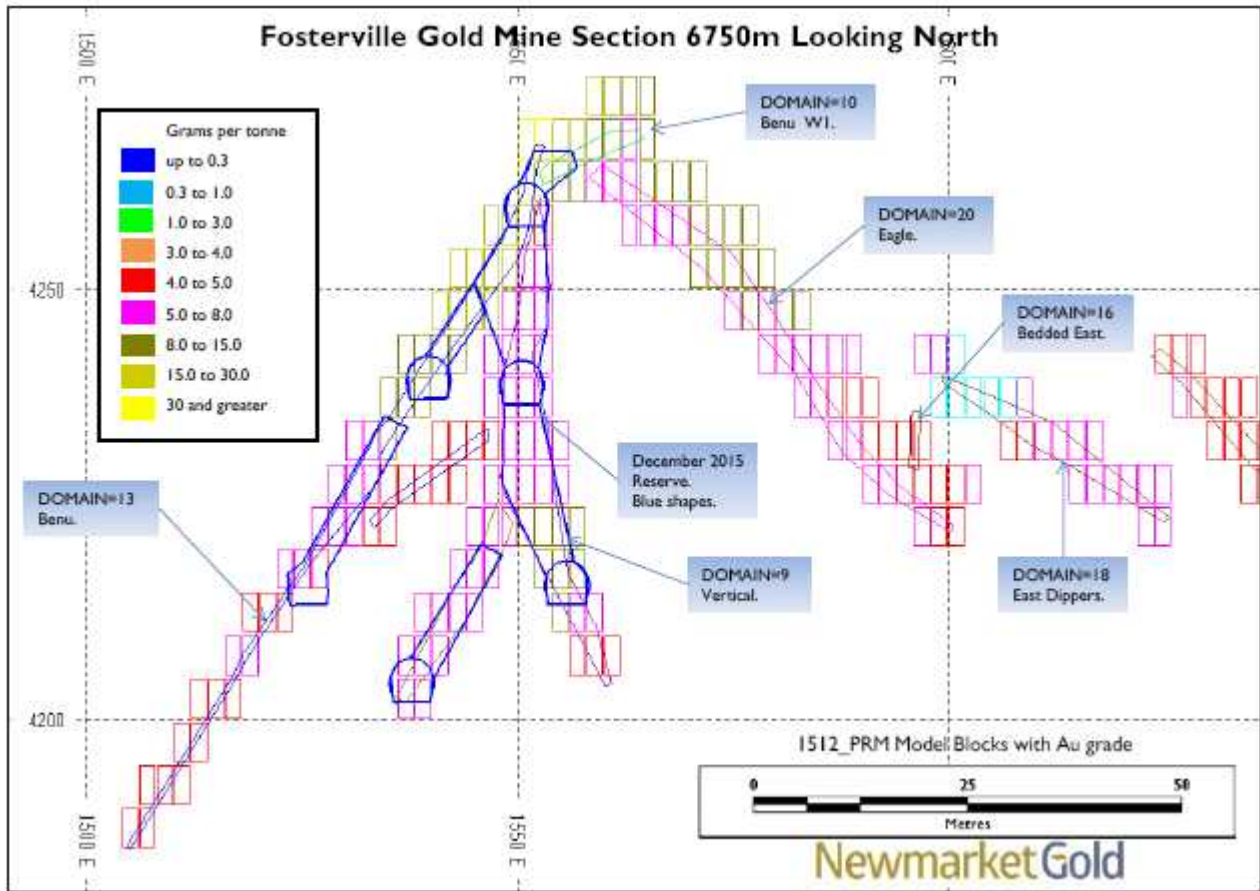 Fosterville Gold Mine Section 6750m Looking North
1500 E
Grams per tonne
up to 0.3
0.3 to 1.0
1.0 to 3.0
3.0 to 4.0
4.0 to 5.0
5.0 to 8.0
8.0 to 15.0
15.0 to 30.0
30 and greater
DOMAIN=10
Benu W1.
DOMAIN=20
Eagle.
4250
DOMAIN=16
Bedded East.
December 2015
Reserve.
Blue shapes.
DOMAIN=13
Benu.
DOMAIN=9
Vertical.
DOMAIN=18
East Dippers.
4200
1512_PRM Model Blocks with Au grade
0 25 50
Metres
1500 E
1550 E
Newmarket Gold